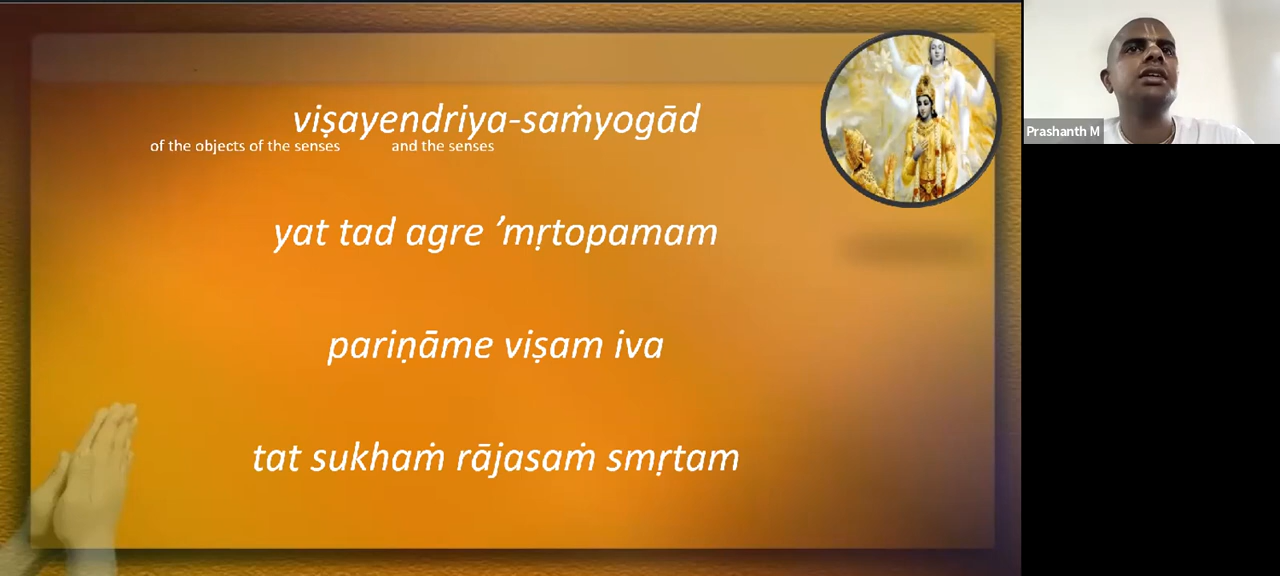 viṣayendriya-saṁyogād
of the objects of the senses and the senses
yat tad agre ’mṛtopamam
pariṇāme viṣam iva
tat sukhaṁ rājasaṁ smṛtam
Prashanth M